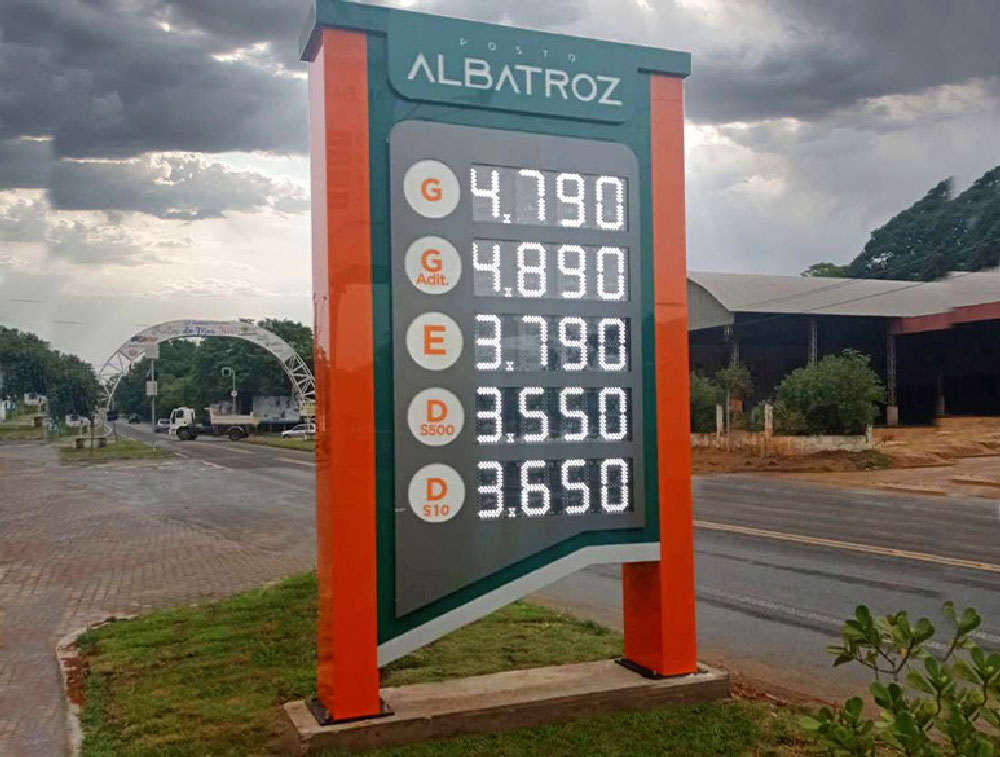 POSTO
ALBATROZ
G 4.790
G Adit. 4.890
E 3.790
D S500 3.550
D S10 3.650